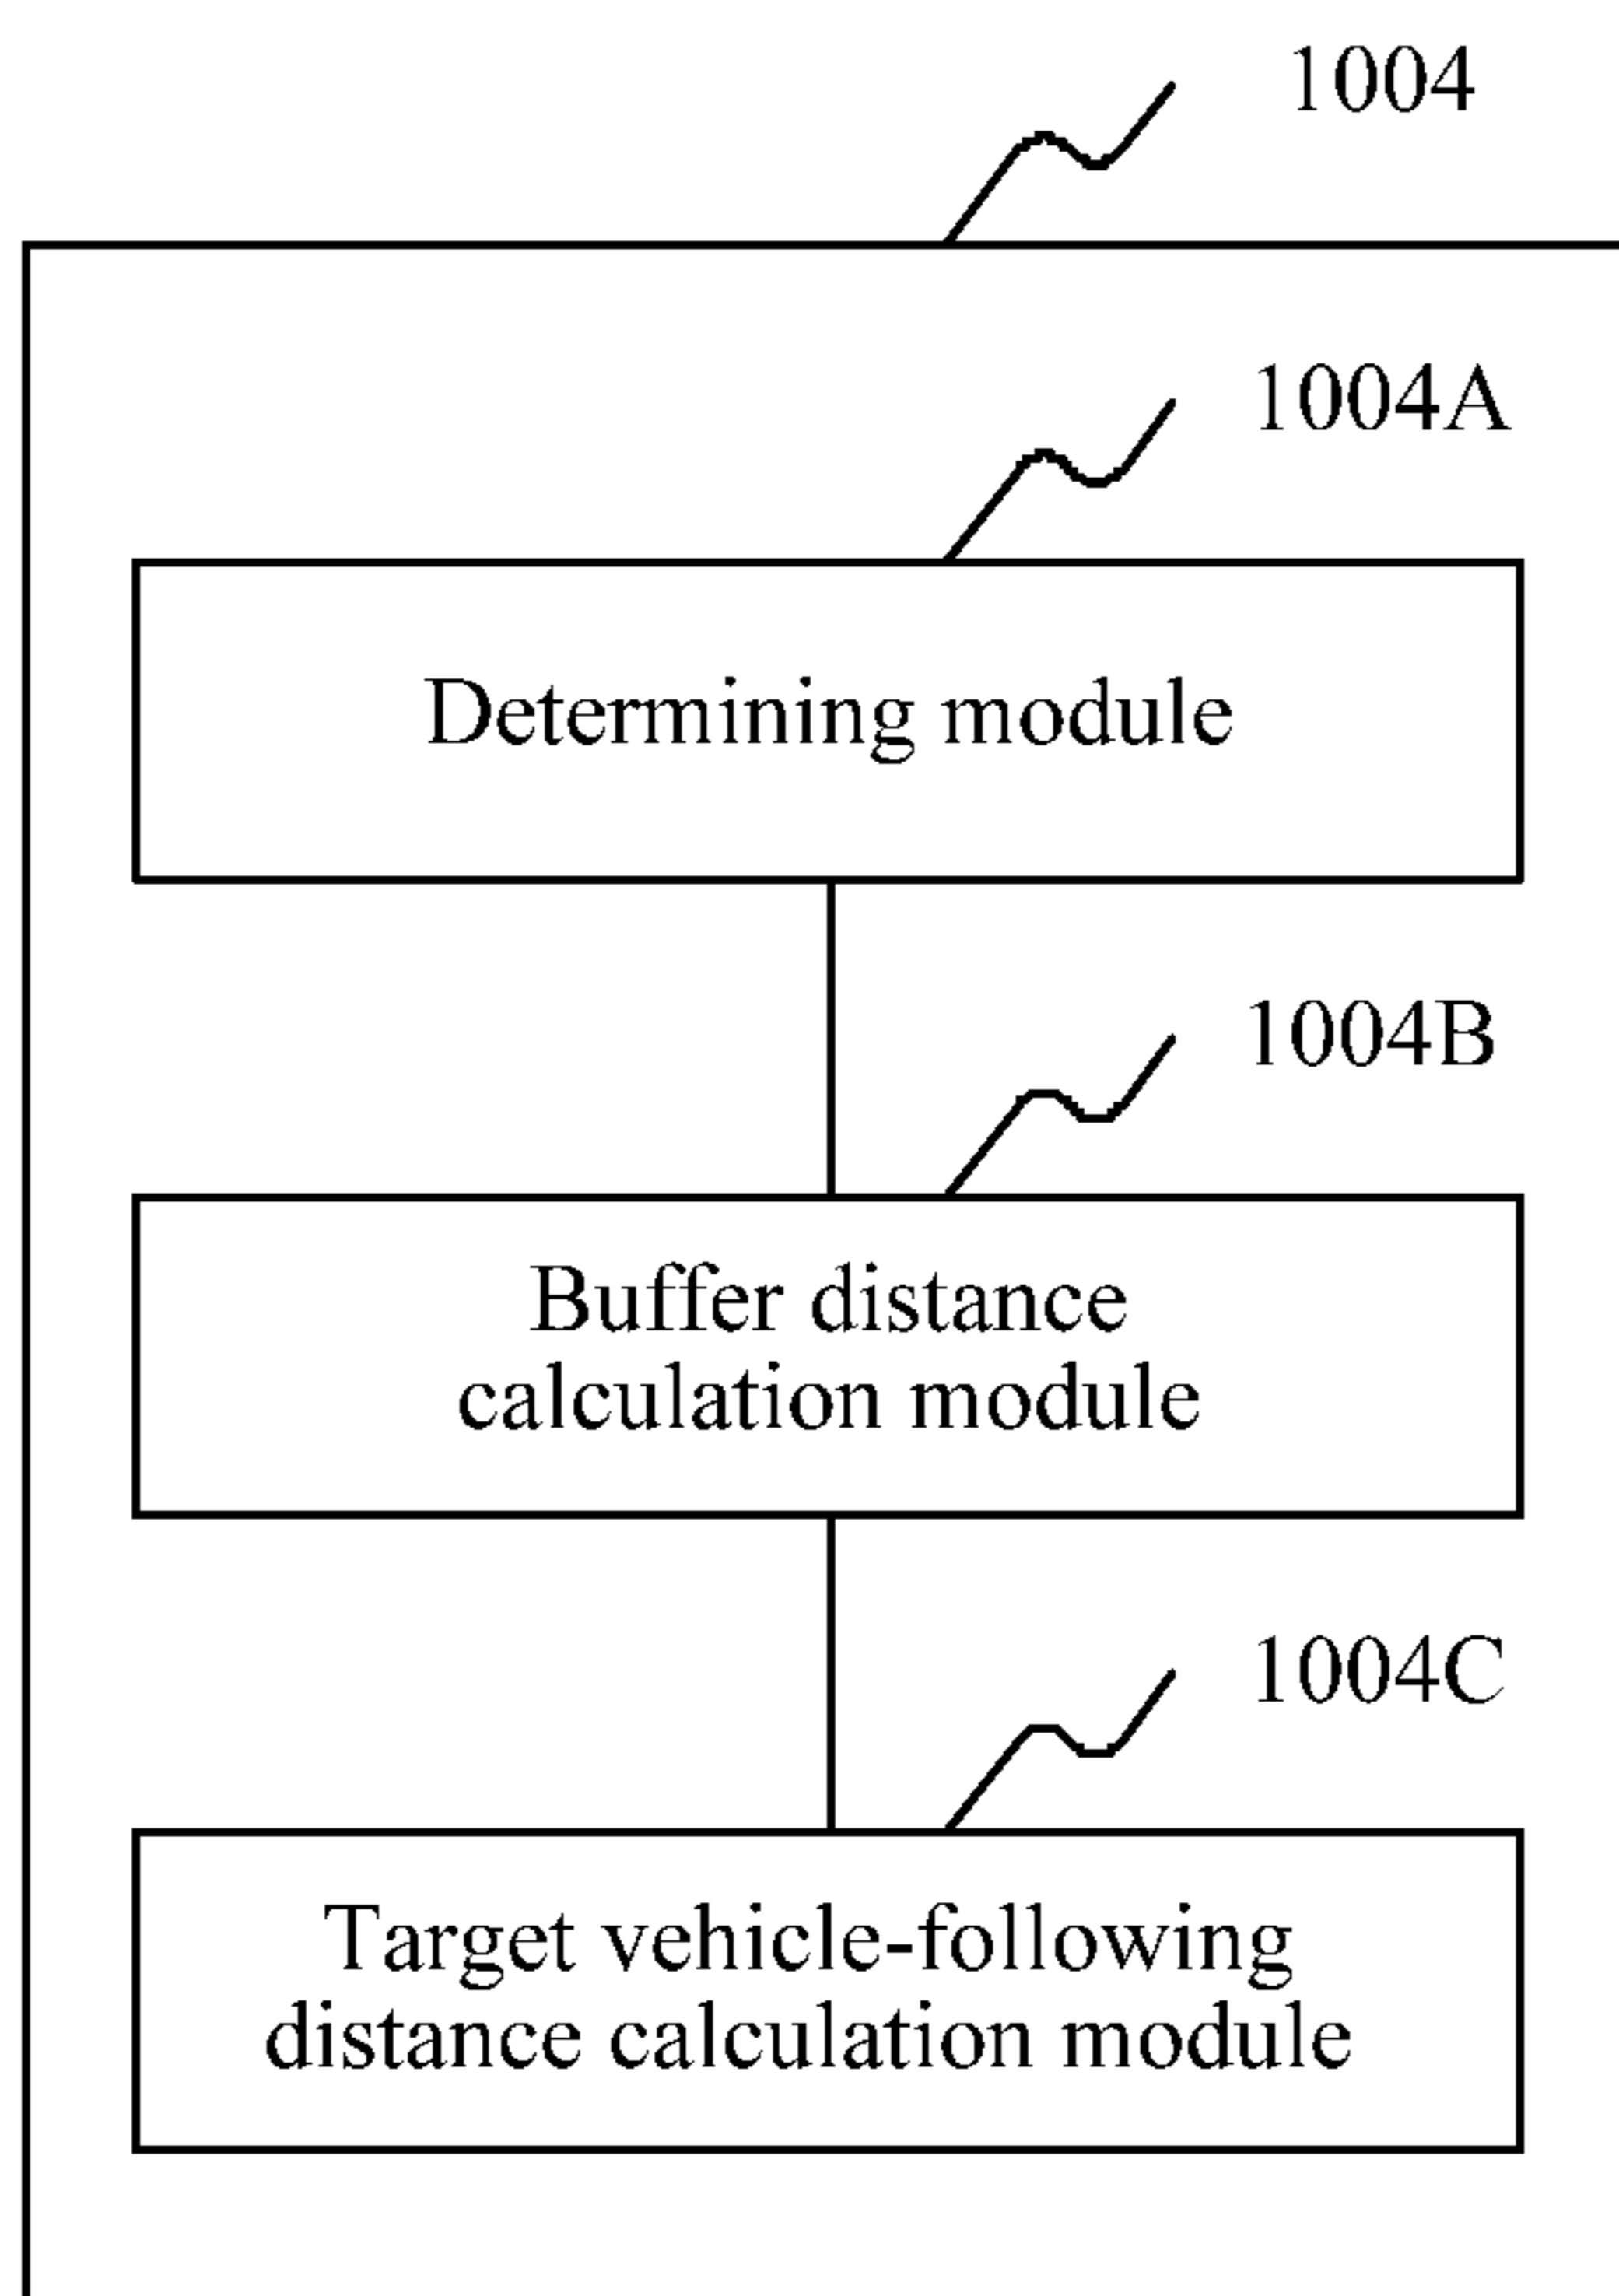 1004
1004A
Determining module
1004B
Buffer distance
calculation module
1004C
Target vehicle-following
distance calculation module